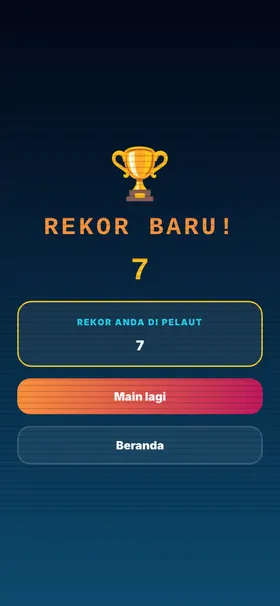 REKOR BARU!
7
REKOR ANDA DI PELAUT
7
Main lagi
Beranda